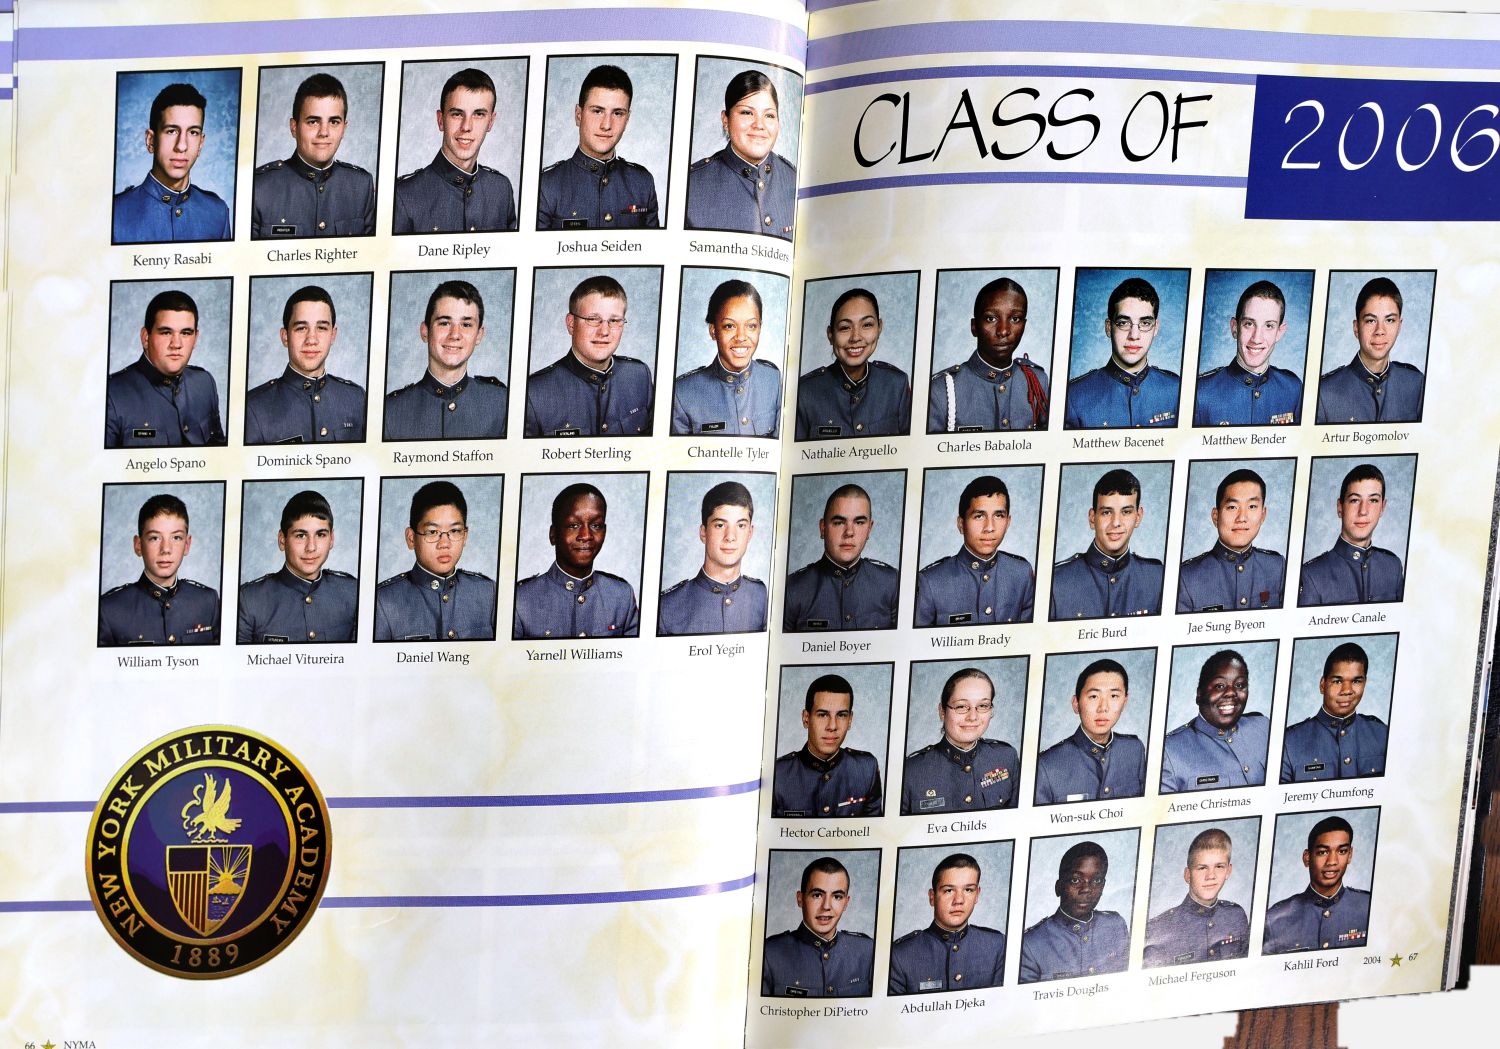 Kenny Rasabi
Charles Righter
Dane Ripley
Joshua Seiden
Samantha Skidders
Angelo Spano
Dominick Spano
Raymond Staffon
Robert Sterling
Chantelle Tyler
William Tyson
Michael Vitureira
Daniel Wang
Yarnell Williams
Erol Yegin
NEW YORK MILITARY ACADEMY
1889
66 NYMA
CLASS OF 2006
Nathalie Arguello
Charles Babalola
Matthew Bacenet
Matthew Bender
Artur Bogomolov
Daniel Boyer
William Brady
Eric Burd
Jae Sung Byeon
Andrew Canale
Hector Carbonell
Eva Childs
Won-suk Choi
Arene Christmas
Jeremy Chumfong
Christopher DiPietro
Abdullah Djeka
Travis Douglas
Michael Ferguson
Kahlil Ford
2004 67